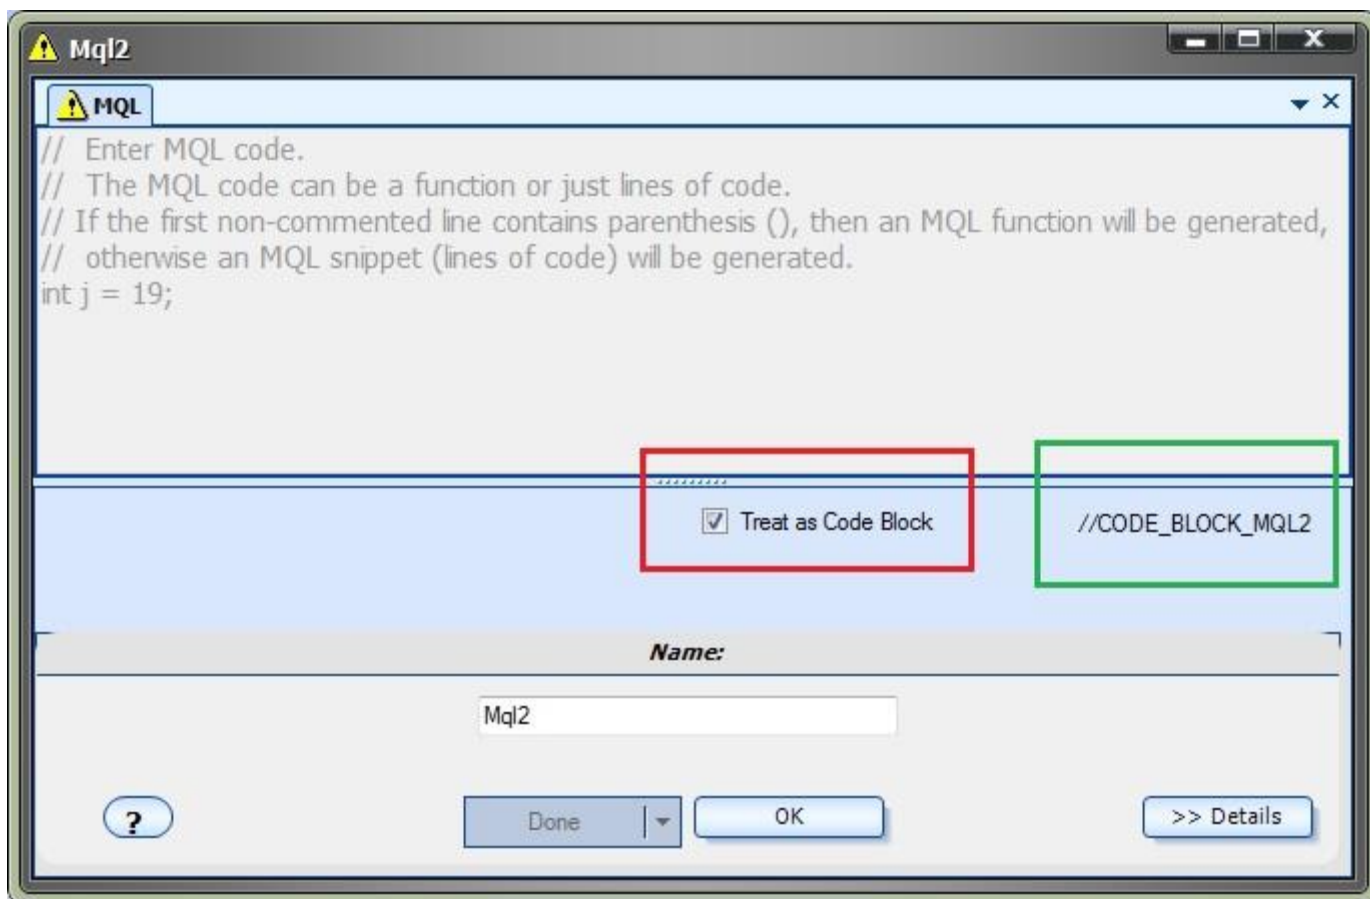 Mql2
MQL
// Enter MQL code.
// The MQL code can be a function or just lines of code.
// If the first non-commented line contains parenthesis (), then an MQL function will be generated,
// otherwise an MQL snippet (lines of code) will be generated.
int j = 19;
Treat as Code Block
//CODE_BLOCK_MQL2
Name:
Mql2
?
Done
OK
>> Details